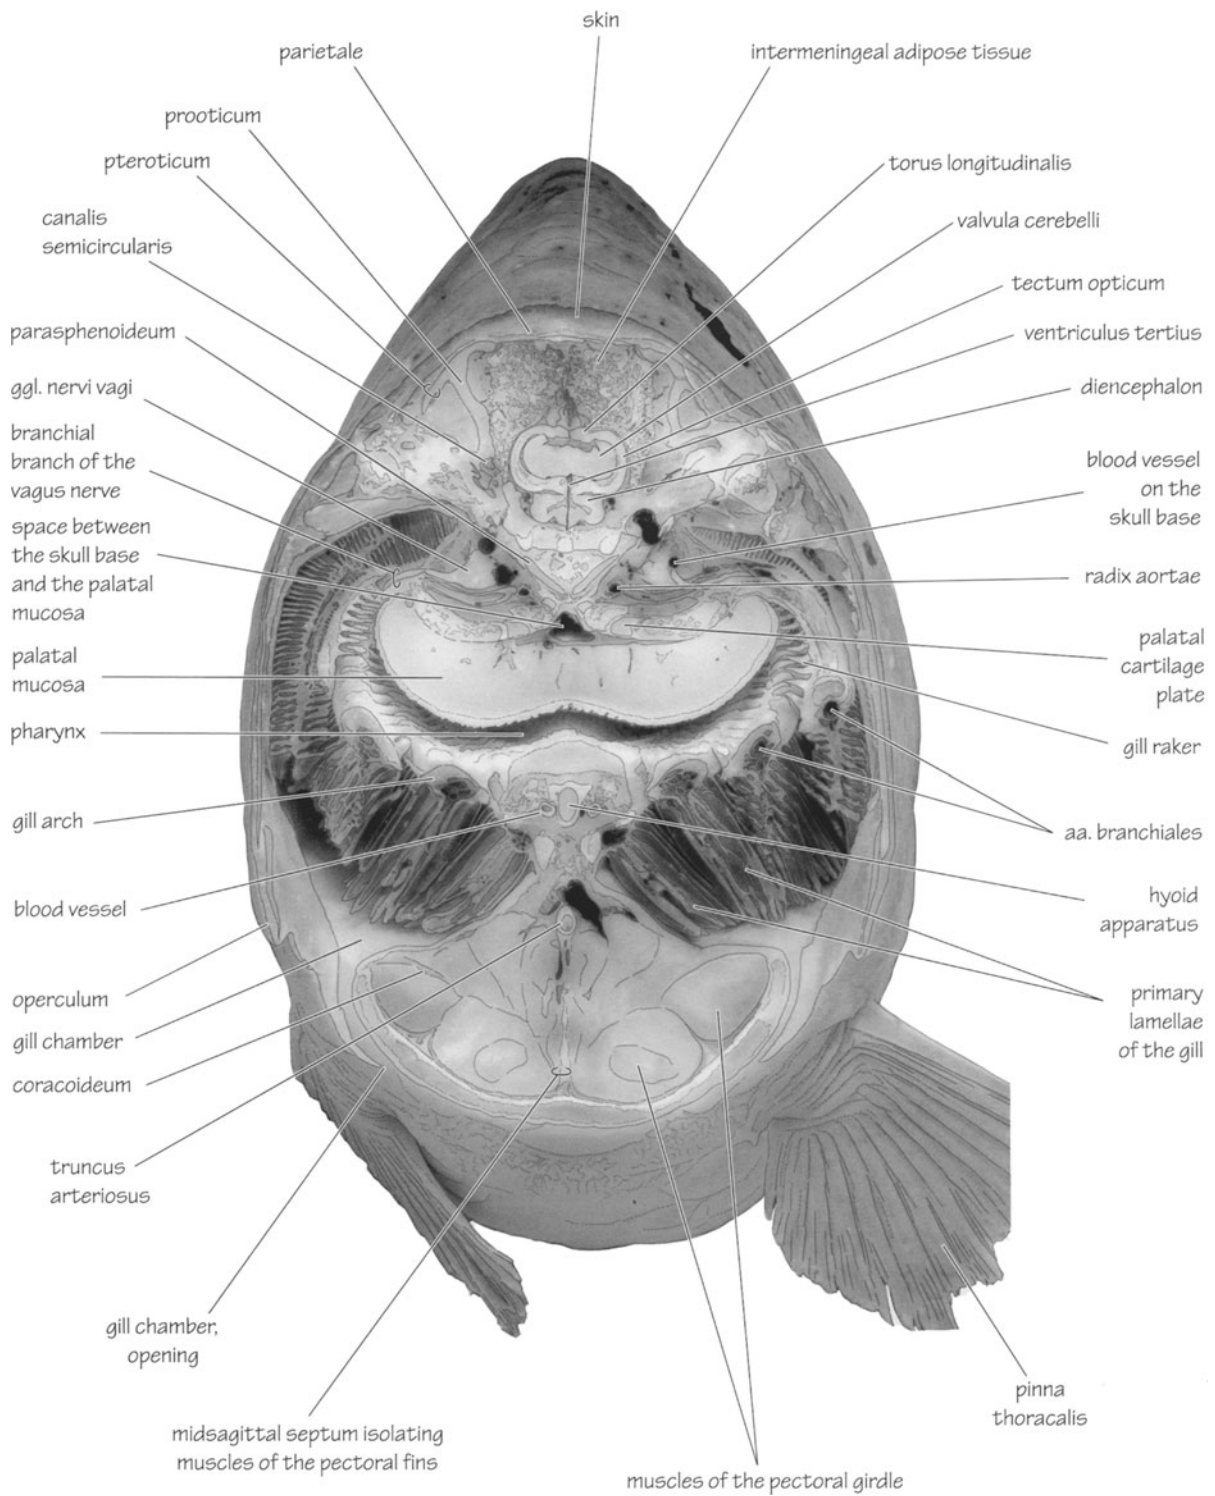 skin
parietale
intermeningeal adipose tissue
prooticum
pteroticum
torus longitudinalis
canalis
semicircularis
valvula cerebelli
tectum opticum
parasphenoideum
ventriculus tertius
ggl. nervi vagi
diencephalon
branchial
branch of the
vagus nerve
blood vessel
on the
skull base
space between
the skull base
and the palatal
mucosa
radix aortae
palatal
mucosa
palatal
cartilage
plate
pharynx
gill raker
gill arch
aa. branchiales
blood vessel
hyoid
apparatus
operculum
primary
lamellae
of the gill
gill chamber
coracoideum
truncus
arteriosus
gill chamber,
opening
pinna
thoracalis
midsagittal septum isolating
muscles of the pectoral fins
muscles of the pectoral girdle